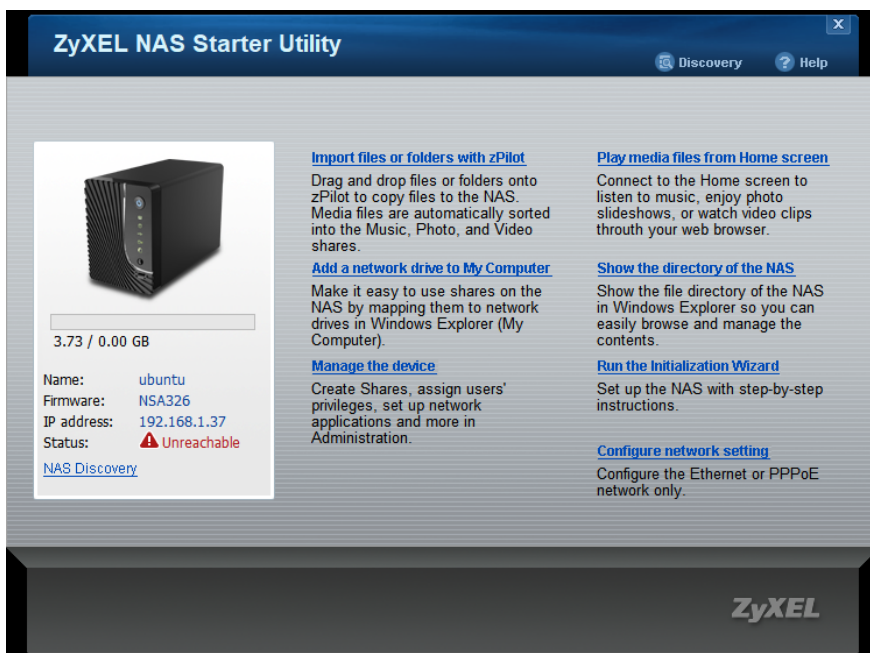 ZyXEL NAS Starter Utility
X
Discovery
Help
3.73 / 0.00 GB
Name: ubuntu
Firmware: NSA326
IP address: 192.168.1.37
Status: Unreachable
NAS Discovery
Import files or folders with zPilot
Drag and drop files or folders onto
zPilot to copy files to the NAS.
Media files are automatically sorted
into the Music, Photo, and Video
shares.
Add a network drive to My Computer
Make it easy to use shares on the
NAS by mapping them to network
drives in Windows Explorer (My
Computer).
Manage the device
Create Shares, assign users'
privileges, set up network
applications and more in
Administration.
Play media files from Home screen
Connect to the Home screen to
listen to music, enjoy photo
slideshows, or watch video clips
throuth your web browser.
Show the directory of the NAS
Show the file directory of the NAS
in Windows Explorer so you can
easily browse and manage the
contents.
Run the Initialization Wizard
Set up the NAS with step-by-step
instructions.
Configure network setting
Configure the Ethernet or PPPoE
network only.
ZyXEL